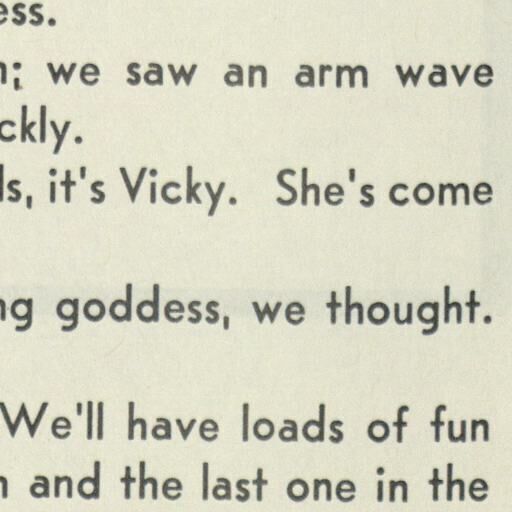 ess.
n; we saw an arm wave
ckly.
ls, it's Vicky. She's come
ng goddess, we thought.
We'll have loads of fun
n and the last one in the